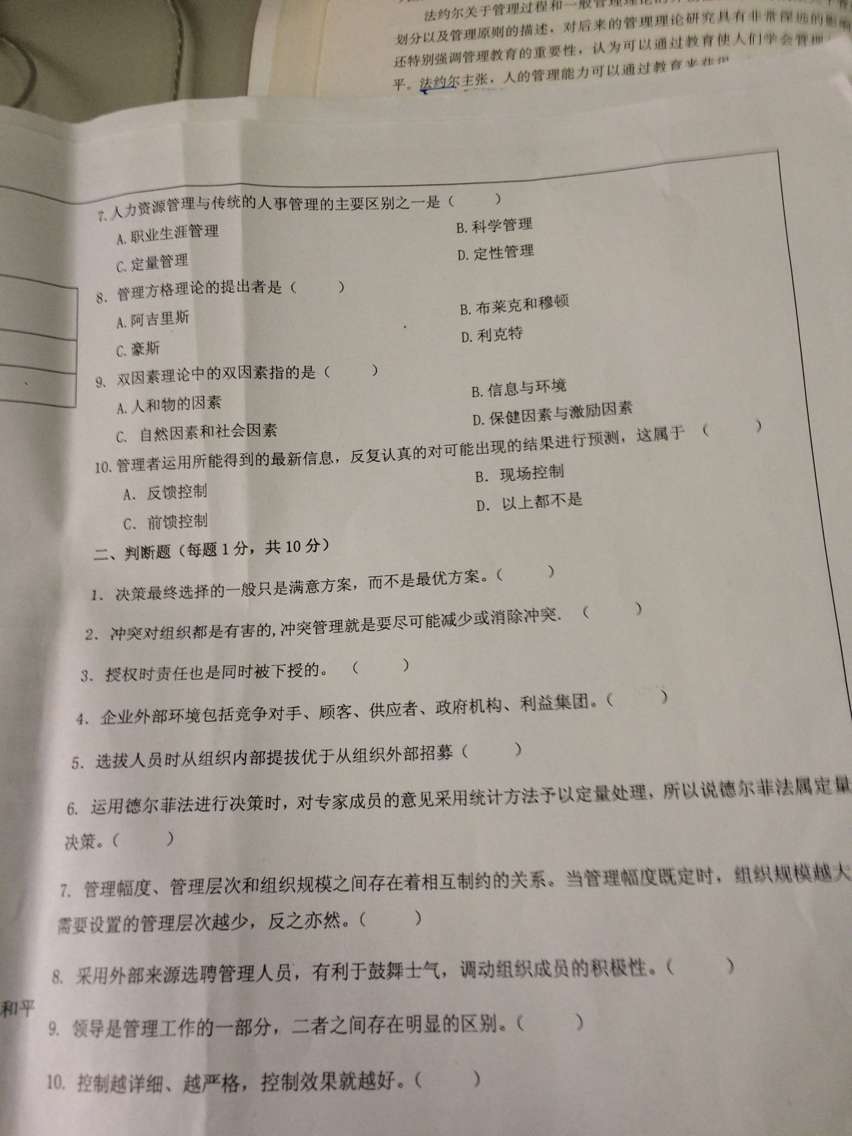 法约尔关于管理过程和一般管理理论的
划分以及管理原则的描述，对后来的管理理论研究具有非常深远的影响
还特别强调管理教育的重要性，认为可以通过教育使人们学会管理
平。法约尔主张，人的管理能力可以通过教育来获得
7.人力资源管理与传统的人事管理的主要区别之一是（　　）
A.职业生涯管理　　B.科学管理
C.定量管理　　D.定性管理
8. 管理方格理论的提出者是（　　）
A.阿吉里斯　　B.布莱克和穆顿
C.豪斯　　D.利克特
9. 双因素理论中的双因素指的是（　　）
A.人和物的因素　　B.信息与环境
C. 自然因素和社会因素　　D.保健因素与激励因素
10.管理者运用所能得到的最新信息，反复认真的对可能出现的结果进行预测，这属于 （　　）
A．反馈控制　　B．现场控制
C．前馈控制　　D．以上都不是
二、判断题（每题1分，共10分）
1．决策最终选择的一般只是满意方案，而不是最优方案。（　　）
2．冲突对组织都是有害的,冲突管理就是要尽可能减少或消除冲突. （　　）
3．授权时责任也是同时被下授的。 （　　）
4．企业外部环境包括竞争对手、顾客、供应者、政府机构、利益集团。（　　）
5．选拔人员时从组织内部提拔优于从组织外部招募（　　）
6. 运用德尔菲法进行决策时，对专家成员的意见采用统计方法予以定量处理，所以说德尔菲法属定量
决策。（　　）
7. 管理幅度、管理层次和组织规模之间存在着相互制约的关系。当管理幅度既定时，组织规模越大
需要设置的管理层次越少，反之亦然。（　　）
8. 采用外部来源选聘管理人员，有利于鼓舞士气，调动组织成员的积极性。（　　）
和平
9. 领导是管理工作的一部分，二者之间存在明显的区别。（　　）
10. 控制越详细、越严格，控制效果就越好。（　　）